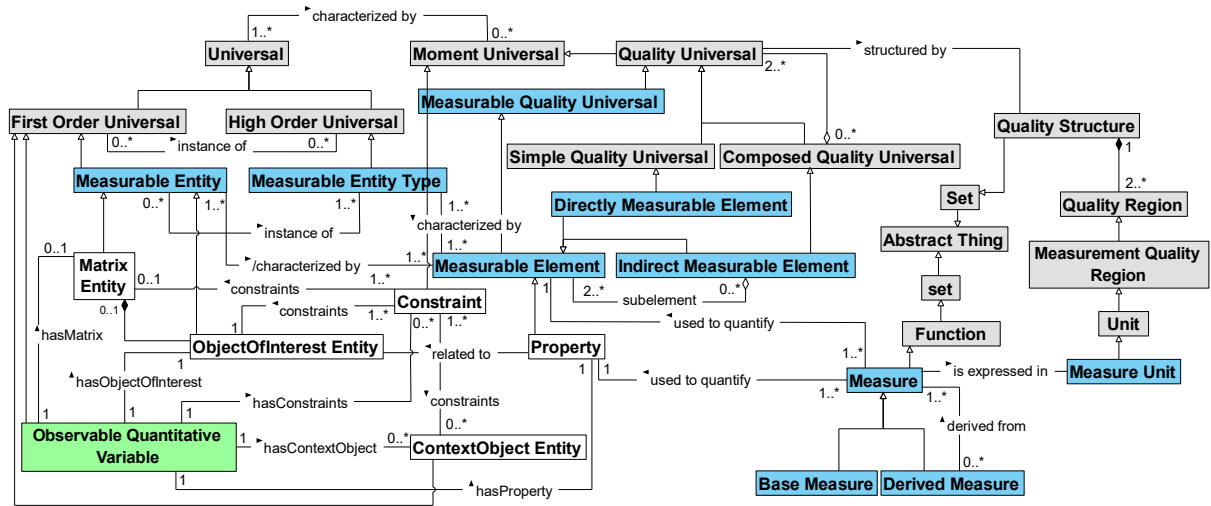 characterized by
1..*
0..*
Universal
Moment Universal
Quality Universal
2..*
structured by
Measurable Quality Universal
First Order Universal
High Order Universal
0..*
instance of
0..*
0..*
Quality Structure
1
Simple Quality Universal
Composed Quality Universal
Measurable Entity
Measurable Entity Type
0..*
1..*
1..*
1..*
Directly Measurable Element
Set
2..*
Quality Region
instance of
characterized by
1..*
Abstract Thing
0..1
Matrix
Entity
/characterized by
1..*
Measurable Element
Indirect Measurable Element
Measurement Quality
Region
0..1
constraints
1..*
1
2..*
subelement
0..*
set
0..1
constraints
1..*
Constraint
0..*
1..*
used to quantify
Unit
Function
hasMatrix
1
ObjectOfInterest Entity
related to
Property
1..*
1
hasObjectOfInterest
1
1
used to quantify
1..*
Measure
1..*
is expressed in
Measure Unit
hasConstraints
constraints
1
1
1
0..*
derived from
Observable Quantitative
Variable
1
hasContextObject
0..*
ContextObject Entity
0..*
1
hasProperty
Base Measure
Derived Measure